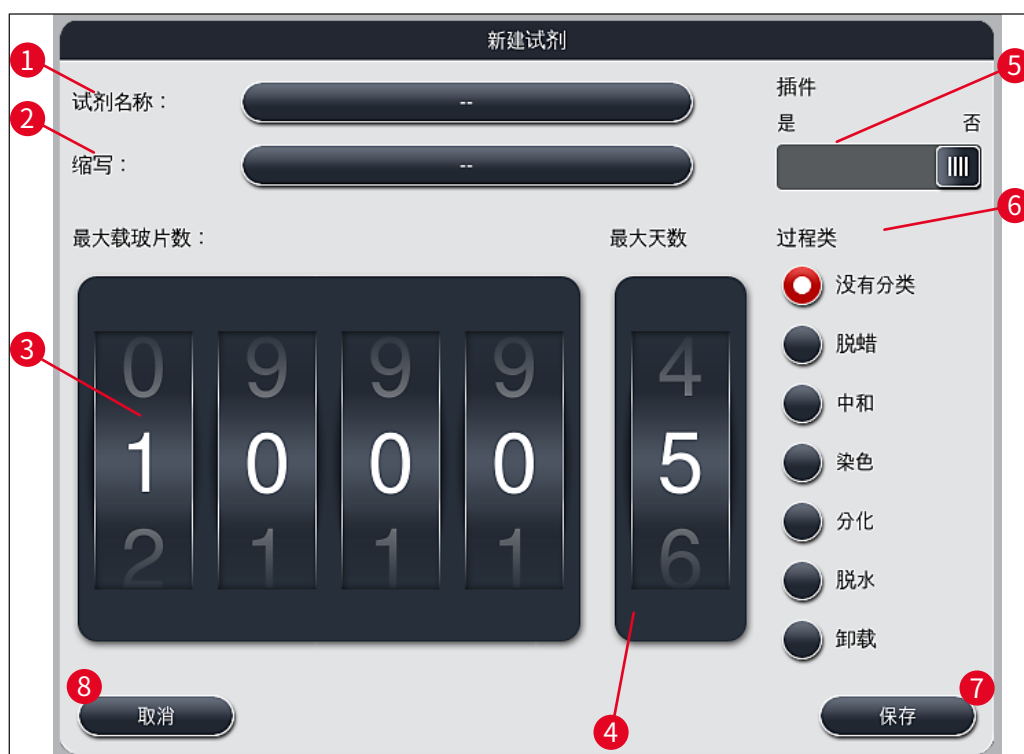 新建试剂
1
试剂名称：
--
2
缩写：
--
插件
5
是 否
6
最大载玻片数：
最大天数
过程类
没有分类
脱蜡
中和
染色
分化
脱水
卸载
3
0 9 9 9
1 0 0 0
2 1 1 1
4
5
6
4
8
取消
7
保存